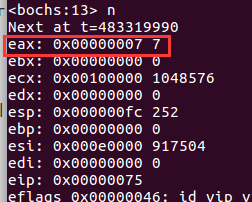 <bochs:13> n
Next at t=483319990
eax: 0x00000007 7
ebx: 0x00000000 0
ecx: 0x00100000 1048576
edx: 0x00000000 0
esp: 0x000000fc 252
ebp: 0x00000000 0
esi: 0x000e0000 917504
edi: 0x00000000 0
eip: 0x00000075
eflags 0x00000046: id vip